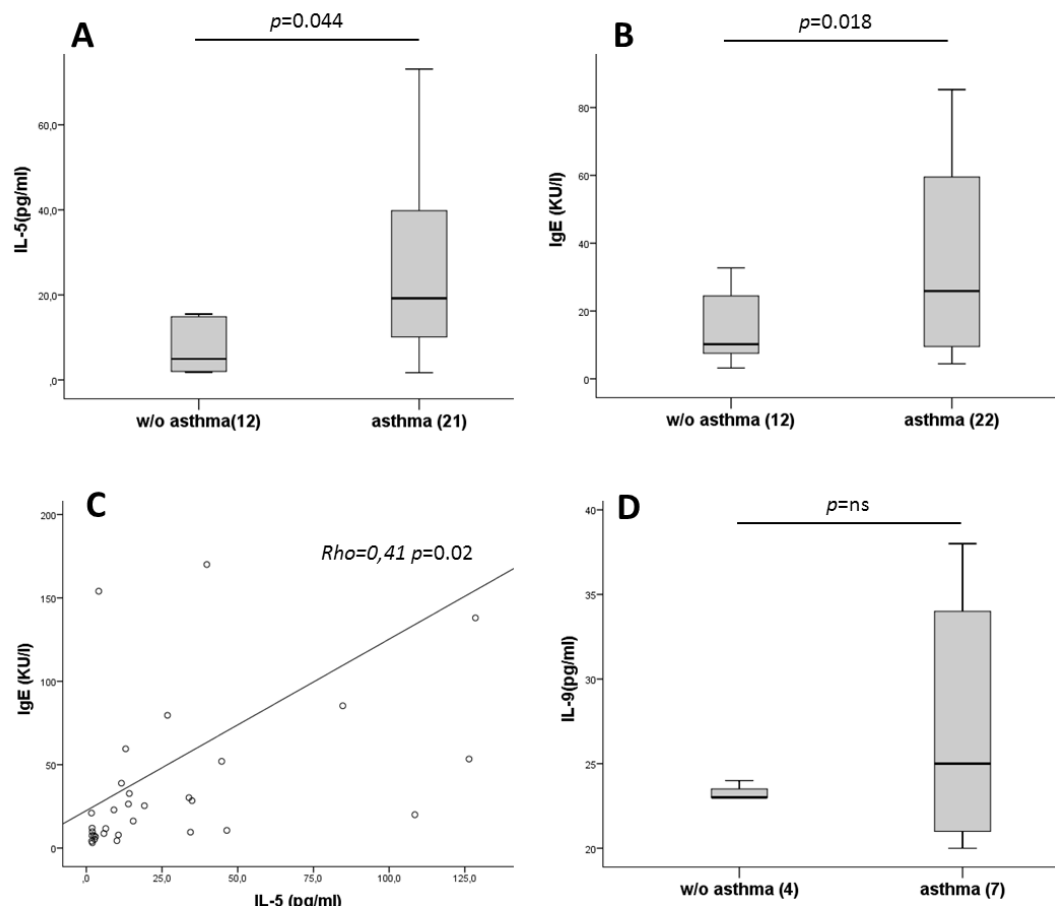 A
p=0.044
IL-5(pg/ml)
60,0
40,0
20,0
,0
w/o asthma(12)
asthma (21)
B
p=0.018
IgE (KU/l)
80
60
40
20
0
w/o asthma (12)
asthma (22)
C
Rho=0,41 p=0.02
IgE (KU/l)
200
150
100
50
0
,0
25,0
50,0
75,0
100,0
125,0
IL-5 (pg/ml)
D
p=ns
IL-9(pg/ml)
40
35
30
25
20
w/o asthma (4)
asthma (7)